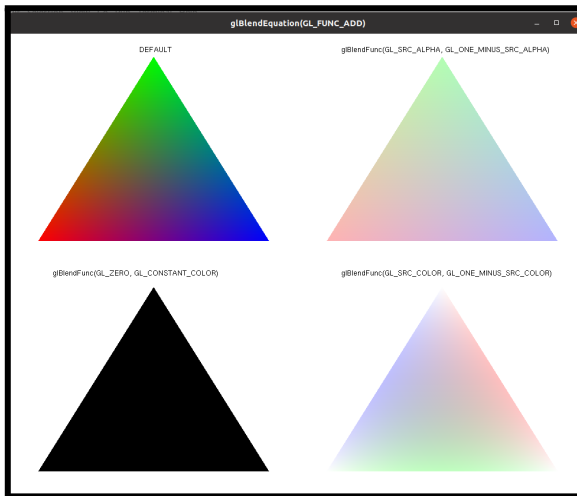 glBlendEquation(GL_FUNC_ADD)
DEFAULT
glBlendFunc(GL_SRC_ALPHA, GL_ONE_MINUS_SRC_ALPHA)
glBlendFunc(GL_ZERO, GL_CONSTANT_COLOR)
glBlendFunc(GL_SRC_COLOR, GL_ONE_MINUS_SRC_COLOR)